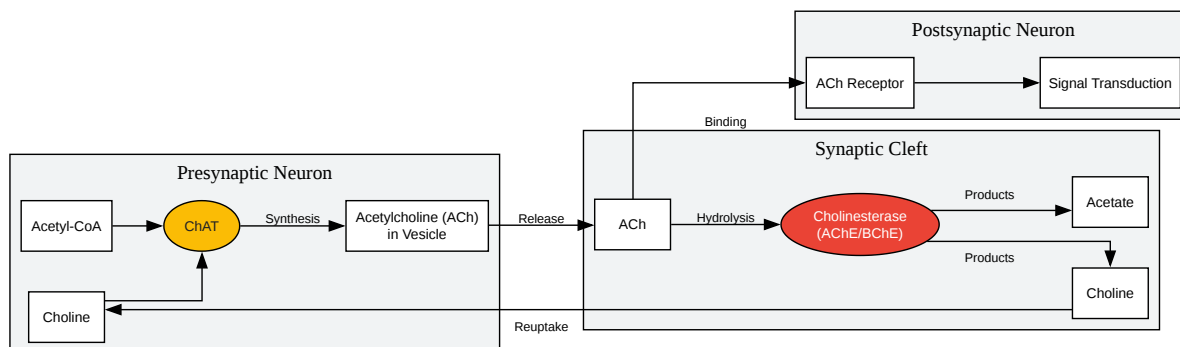 Postsynaptic Neuron
ACh Receptor
Signal Transduction
Binding
Synaptic Cleft
Presynaptic Neuron
Acetyl-CoA
ChAT
Synthesis
Acetylcholine (ACh)
in Vesicle
Release
ACh
Hydrolysis
Cholinesterase
(AChE/BChE)
Products
Acetate
Products
Choline
Choline
Reuptake